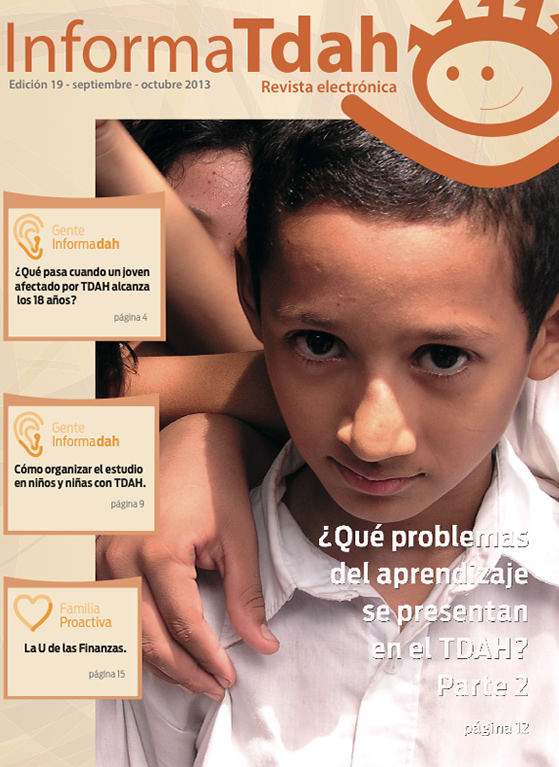 InformaTdah
Edición 19 - septiembre - octubre 2013
Revista electrónica
Gente
Informadah
¿Qué pasa cuando un joven
afectado por TDAH alcanza
los 18 años?
página 4
Gente
Informadah
Cómo organizar el estudio
en niños y niñas con TDAH.
página 9
Familia
Proactiva
La U de las Finanzas.
página 15
¿Qué problemas
del aprendizaje
se presentan
en el TDAH?
Parte 2
página 12